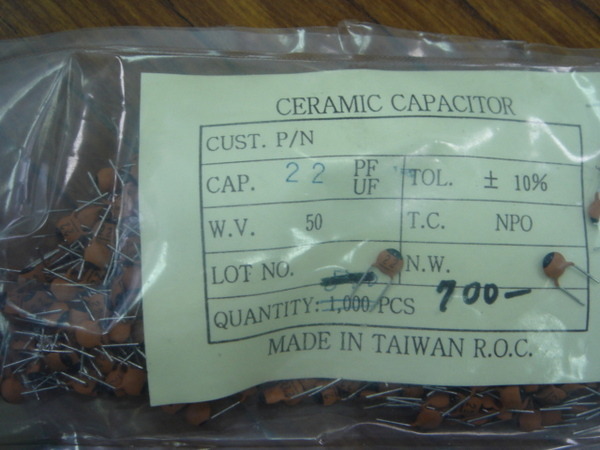 CERAMIC CAPACITOR
CUST. P/N
CAP. 22 PF UF TOL. ± 10%
W.V. 50 T.C. NPO
LOT NO. N.W.
QUANTITY: 1,000 PCS 700-
MADE IN TAIWAN R.O.C.